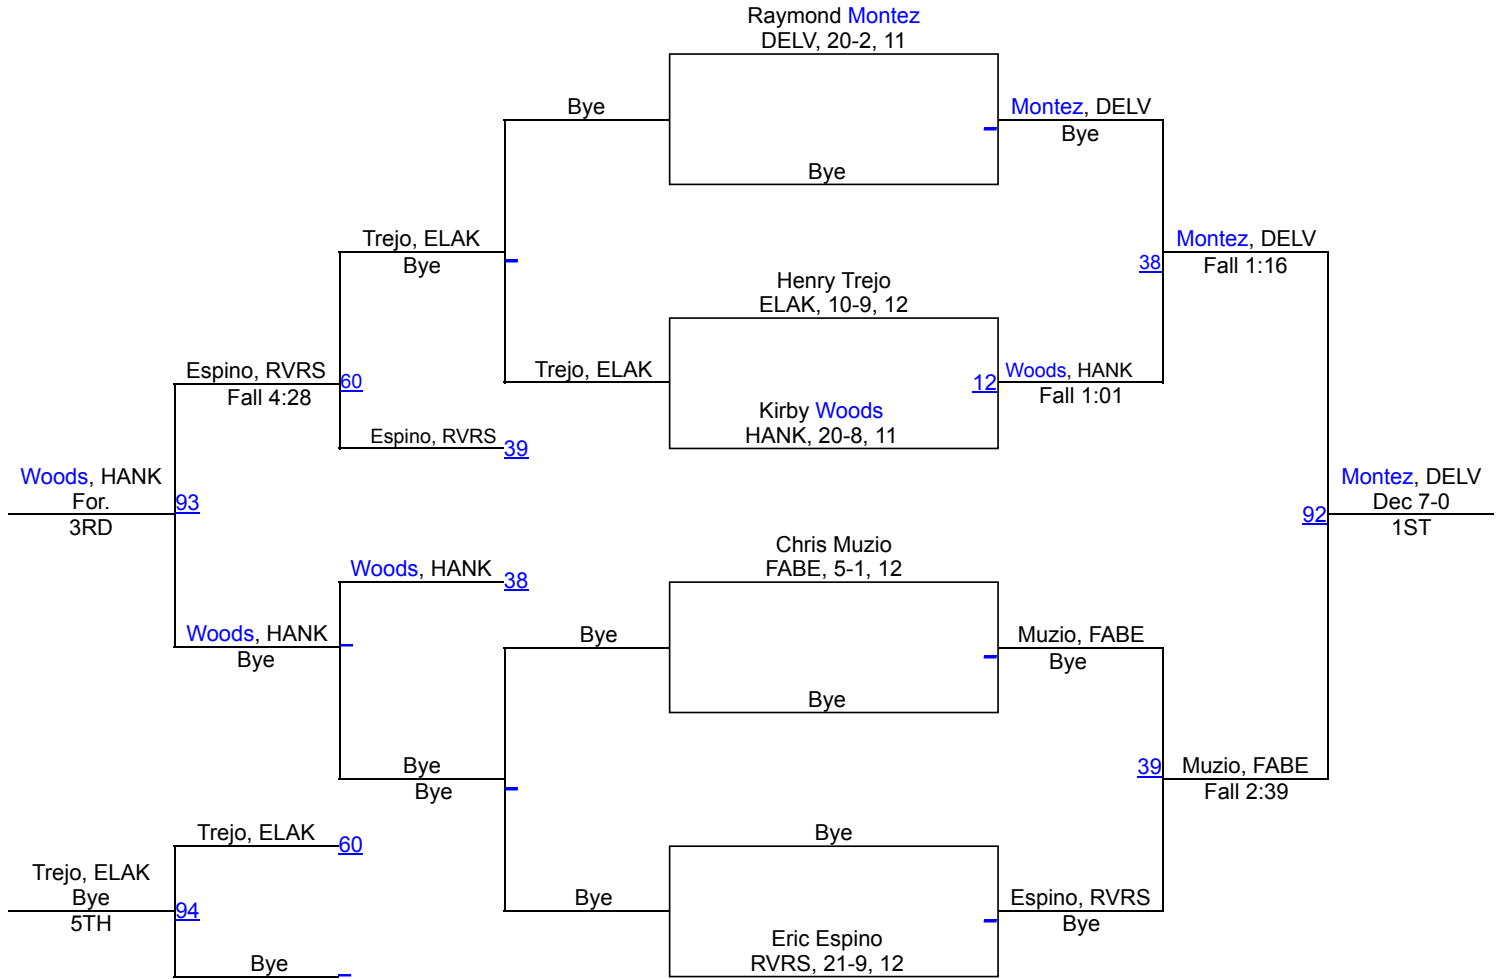 Raymond Montez
DELV, 20-2, 11
Bye
Montez, DELV
Bye
Bye
Trejo, ELAK
Bye
Montez, DELV
38
Fall 1:16
Henry Trejo
ELAK, 10-9, 12
Espino, RVRS
60
Fall 4:28
Trejo, ELAK
12
Woods, HANK
Fall 1:01
Kirby Woods
HANK, 20-8, 11
Espino, RVRS
39
Woods, HANK
For.
93
3RD
Montez, DELV
Dec 7-0
92
1ST
Chris Muzio
FABE, 5-1, 12
Woods, HANK
38
Woods, HANK
Bye
Bye
Muzio, FABE
Bye
Bye
Bye
Bye
39
Muzio, FABE
Fall 2:39
Trejo, ELAK
60
Bye
Trejo, ELAK
Bye
94
5TH
Bye
Espino, RVRS
Bye
Eric Espino
RVRS, 21-9, 12
Bye